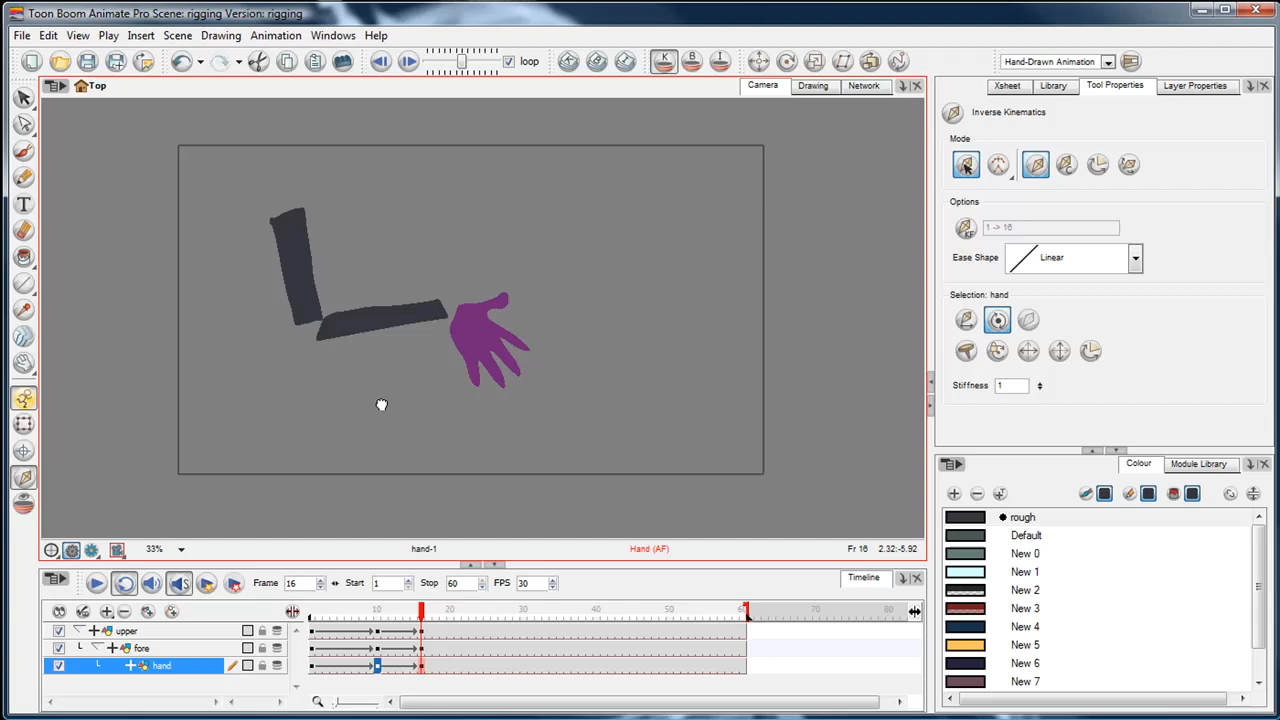 Toon Boom Animate Pro Scene: rigging Version: rigging
File Edit View Play Insert Scene Drawing Animation Windows Help
loop
K B I
Hand-Drawn Animation
Top
Camera Drawing Network
Xsheet Library Tool Properties Layer Properties
Inverse Kinematics
Mode
Options
KF 1 -> 16
Ease Shape Linear
Selection: hand
Stiffness 1
T
33% hand-1 Hand (AF) Fr 16 2.32:-5.92
Colour Module Library
rough
Default
New 0
New 1
New 2
New 3
New 4
New 5
New 6
New 7
Frame 16 Start 1 Stop 60 FPS 30 Timeline
10 20 30 40 50 60 70 80
upper
fore
hand